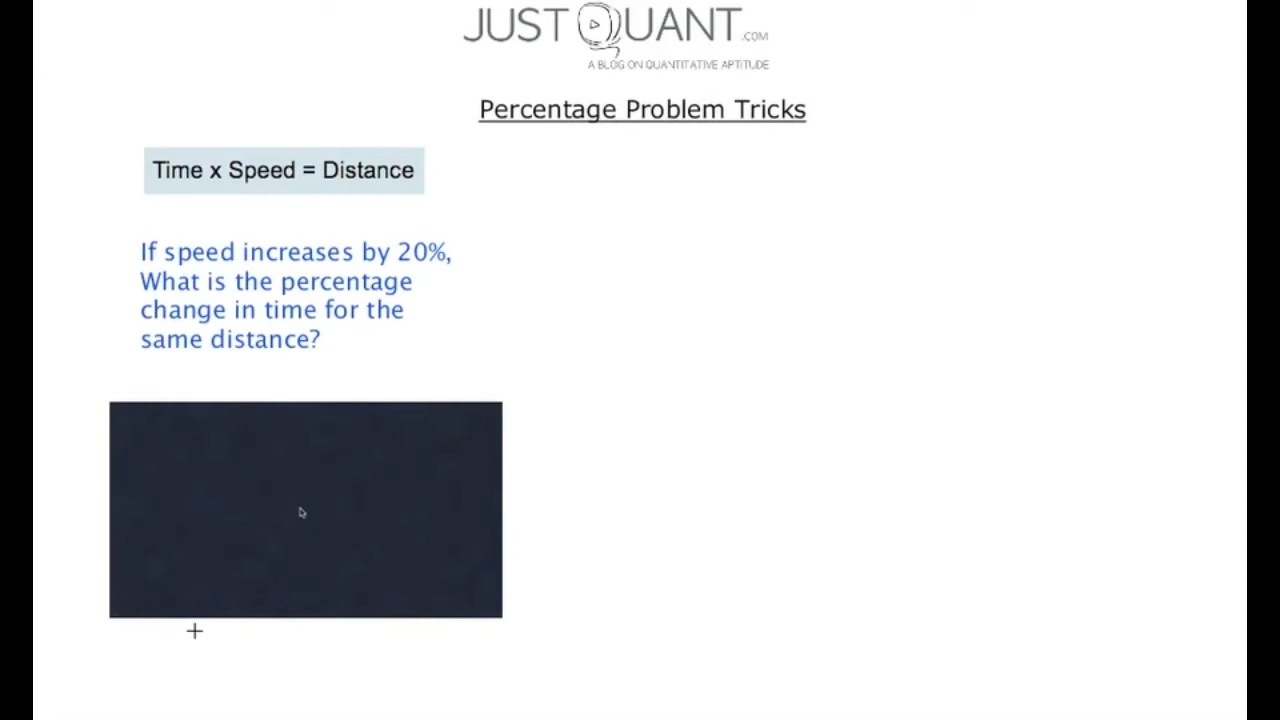 JUST QUANT.COM
A BLOG ON QUANTITATIVE APTITUDE
Percentage Problem Tricks
Time x Speed = Distance
If speed increases by 20%,
What is the percentage
change in time for the
same distance?